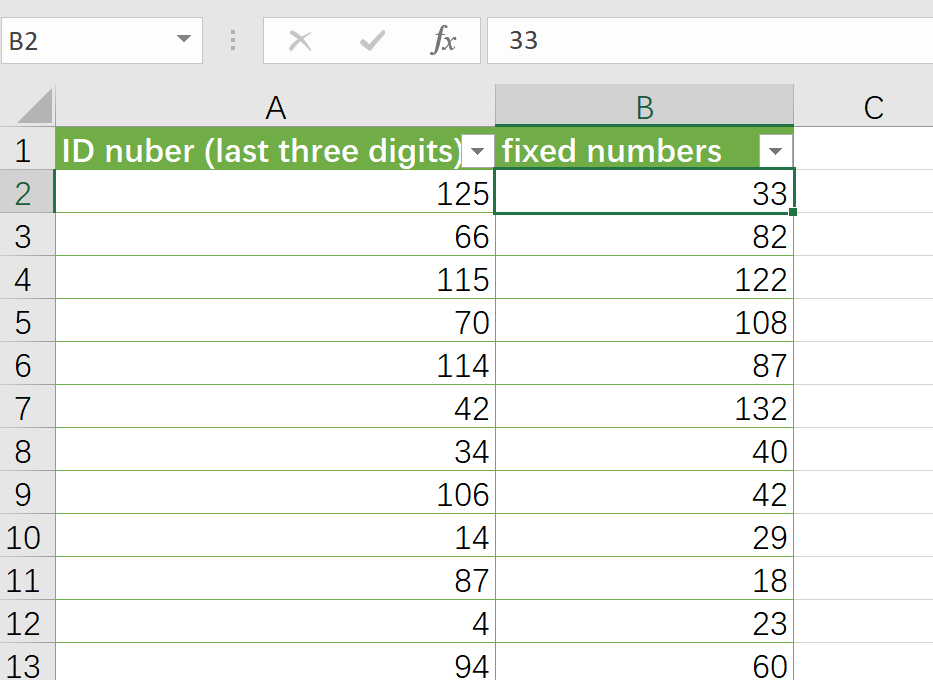 B2 fx 33
A B C
1 ID nuber (last three digits) fixed numbers
2 125 33
3 66 82
4 115 122
5 70 108
6 114 87
7 42 132
8 34 40
9 106 42
10 14 29
11 87 18
12 4 23
13 94 60